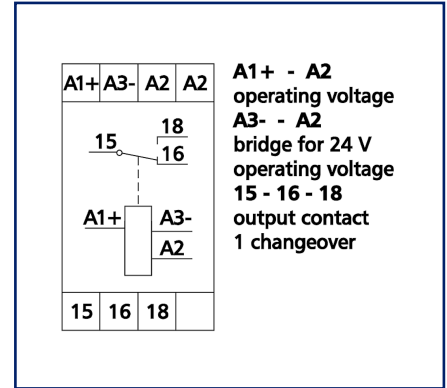 A1+ A3- A2 A2
18
15
16
A1+ A3-
A2
15 16 18
A1+ - A2
operating voltage
A3- - A2
bridge for 24 V
operating voltage
15 - 16 - 18
output contact
1 changeover